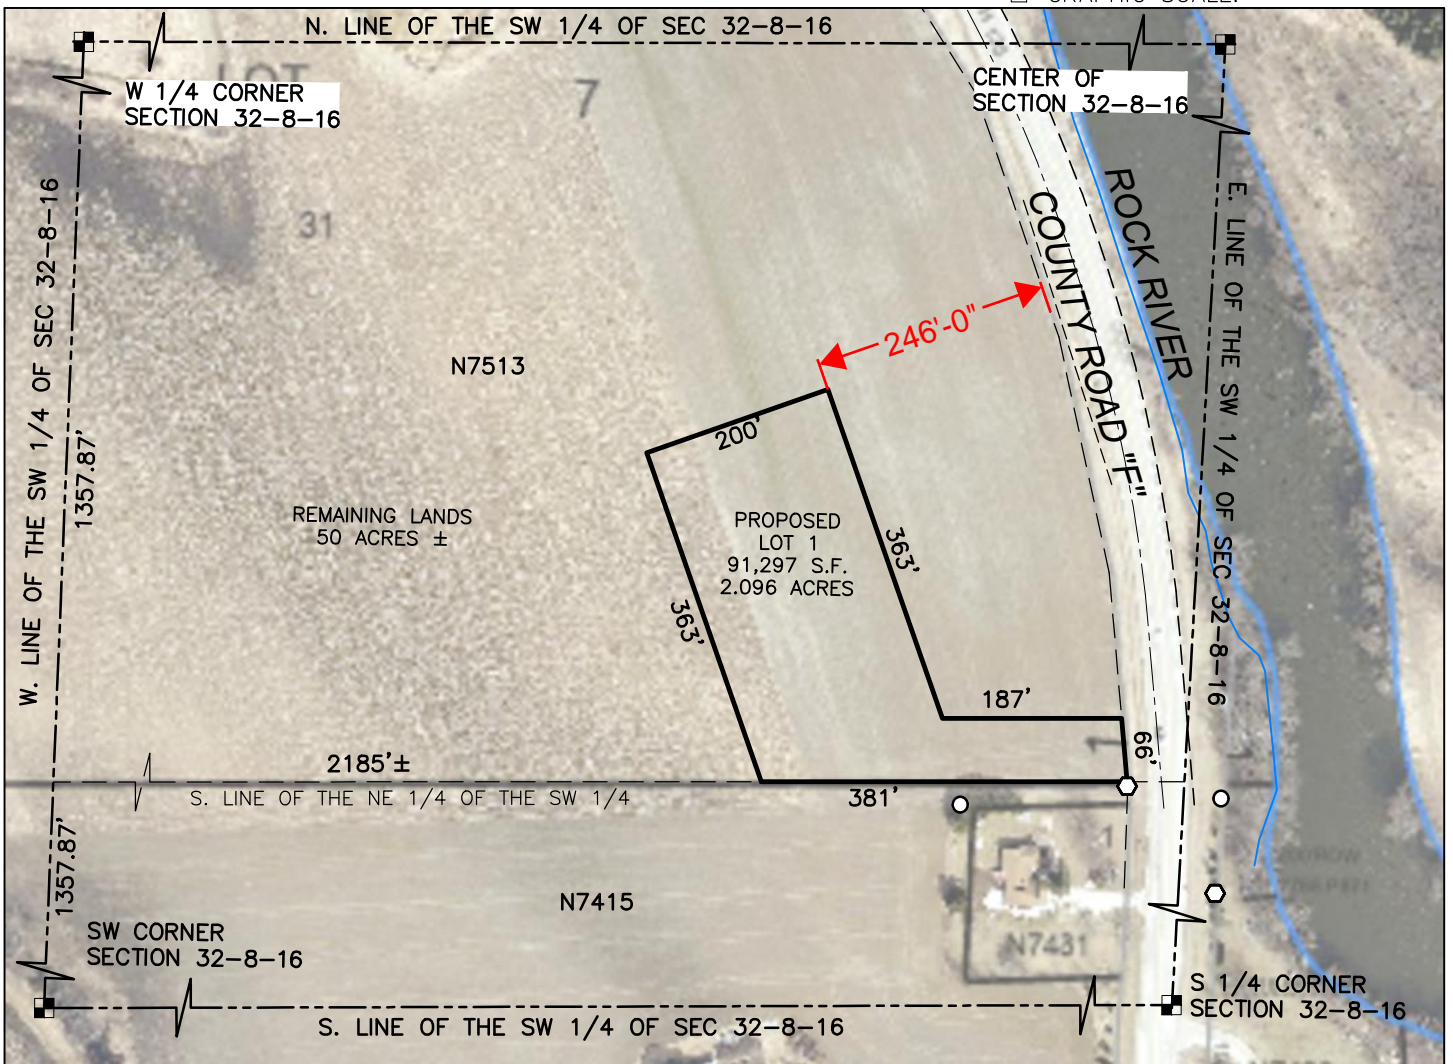 GRAPHIC SCALE:
N. LINE OF THE SW 1/4 OF SEC 32-8-16
LOT
7
W 1/4 CORNER
SECTION 32-8-16
CENTER OF
SECTION 32-8-16
W. LINE OF THE SW 1/4 OF SEC 32-8-16
1357.87'
1357.87'
31
N7513
246'-0"
COUNTY ROAD "F"
ROCK RIVER
E. LINE OF THE SW 1/4 OF SEC 32-8-16
200'
REMAINING LANDS
50 ACRES ±
PROPOSED
LOT 1
91,297 S.F.
2.096 ACRES
363'
363'
187'
66'
1
2185'±
S. LINE OF THE NE 1/4 OF THE SW 1/4
381'
1
N7415
N7431
SW CORNER
SECTION 32-8-16
S. LINE OF THE SW 1/4 OF SEC 32-8-16
S 1/4 CORNER
SECTION 32-8-16